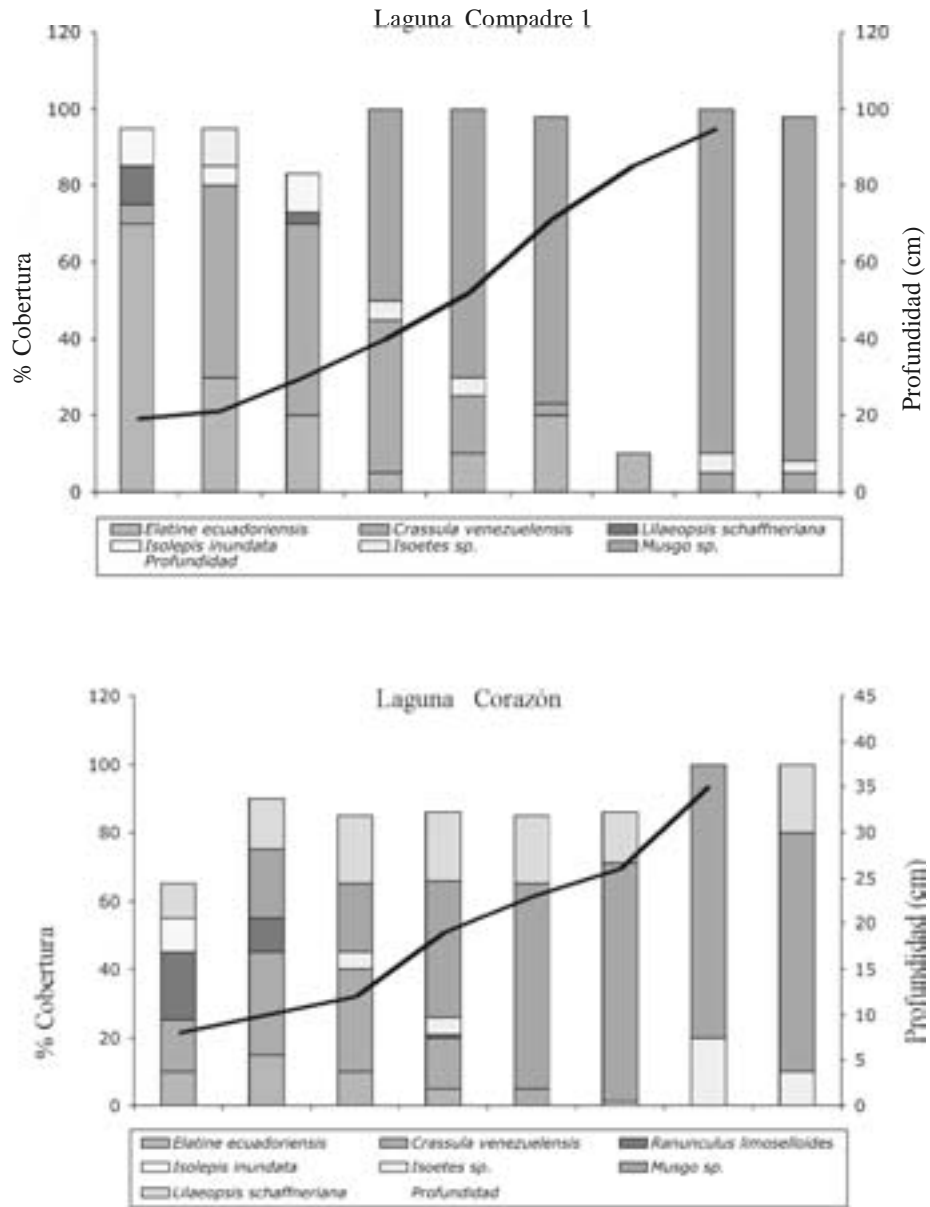 Laguna Compadre 1
120
100
80
60
40
20
0
% Cobertura
120
100
80
60
40
20
0
Profundidad (cm)
Elatine ecuadoriensis Crassula venezuelensis Lilaeopsis schaffneriana
Isolepis inundata Isoetes sp. Musgo sp.
Profundidad
Laguna Corazón
120
100
80
60
40
20
0
% Cobertura
45
40
35
30
25
20
15
10
5
0
Profundidad (cm)
Elatine ecuadoriensis Crassula venezuelensis Ranunculus limoselloides
Isolepis inundata Isoetes sp. Musgo sp.
Lilaeopsis schaffneriana Profundidad